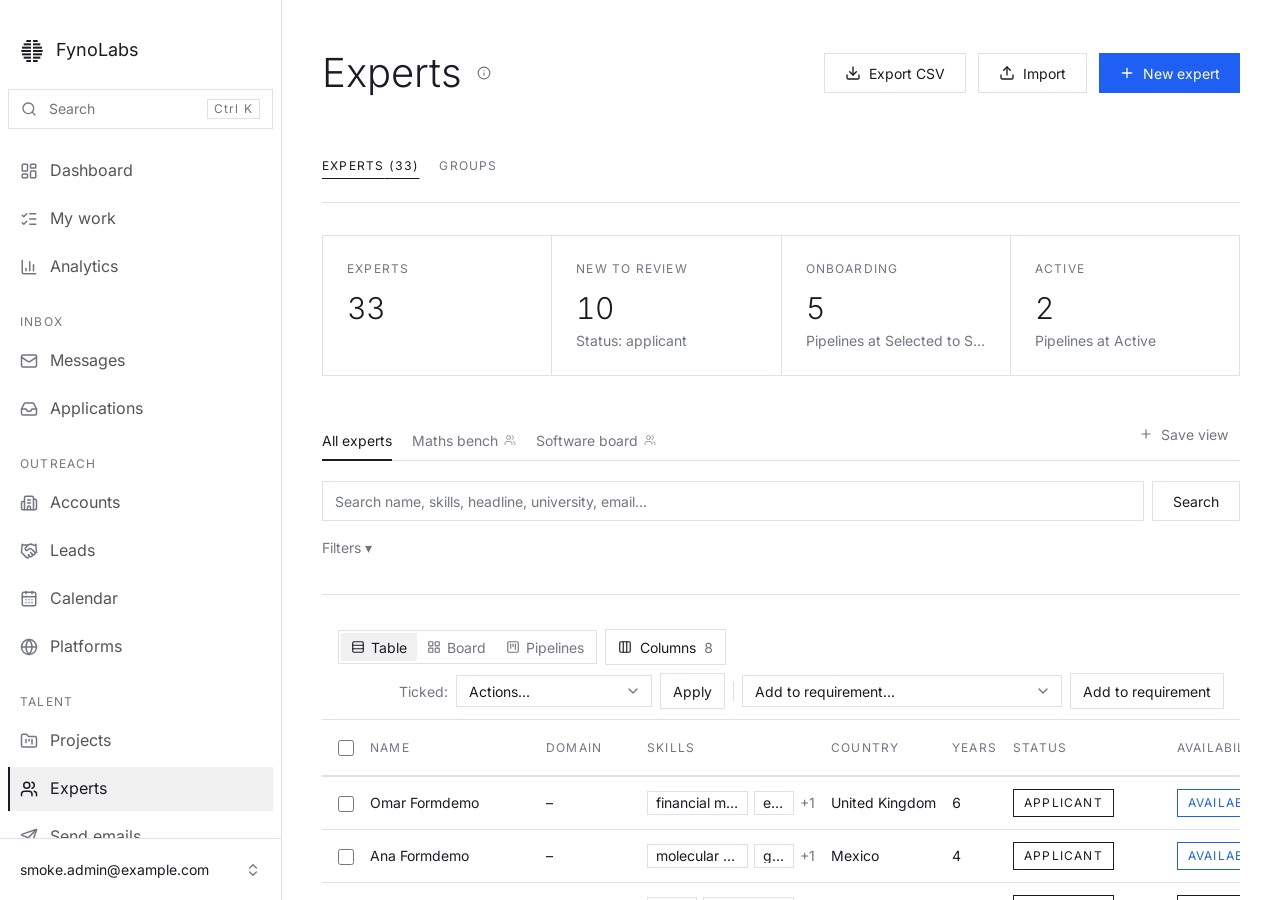 FynoLabs
Search Ctrl K
Dashboard
My work
Analytics
INBOX
Messages
Applications
OUTREACH
Accounts
Leads
Calendar
Platforms
TALENT
Projects
Experts
Send emails
smoke.admin@example.com
Experts
Export CSV
Import
New expert
EXPERTS (33) GROUPS
EXPERTS
33
NEW TO REVIEW
10
Status: applicant
ONBOARDING
5
Pipelines at Selected to S...
ACTIVE
2
Pipelines at Active
All experts Maths bench Software board
Save view
Search name, skills, headline, university, email...
Search
Filters ▾
Table Board Pipelines Columns 8
Ticked: Actions... Apply Add to requirement... Add to requirement
NAME DOMAIN SKILLS COUNTRY YEARS STATUS AVAILABIL
Omar Formdemo – financial m... e... +1 United Kingdom 6 APPLICANT AVAILAB
Ana Formdemo – molecular ... g... +1 Mexico 4 APPLICANT AVAILAB